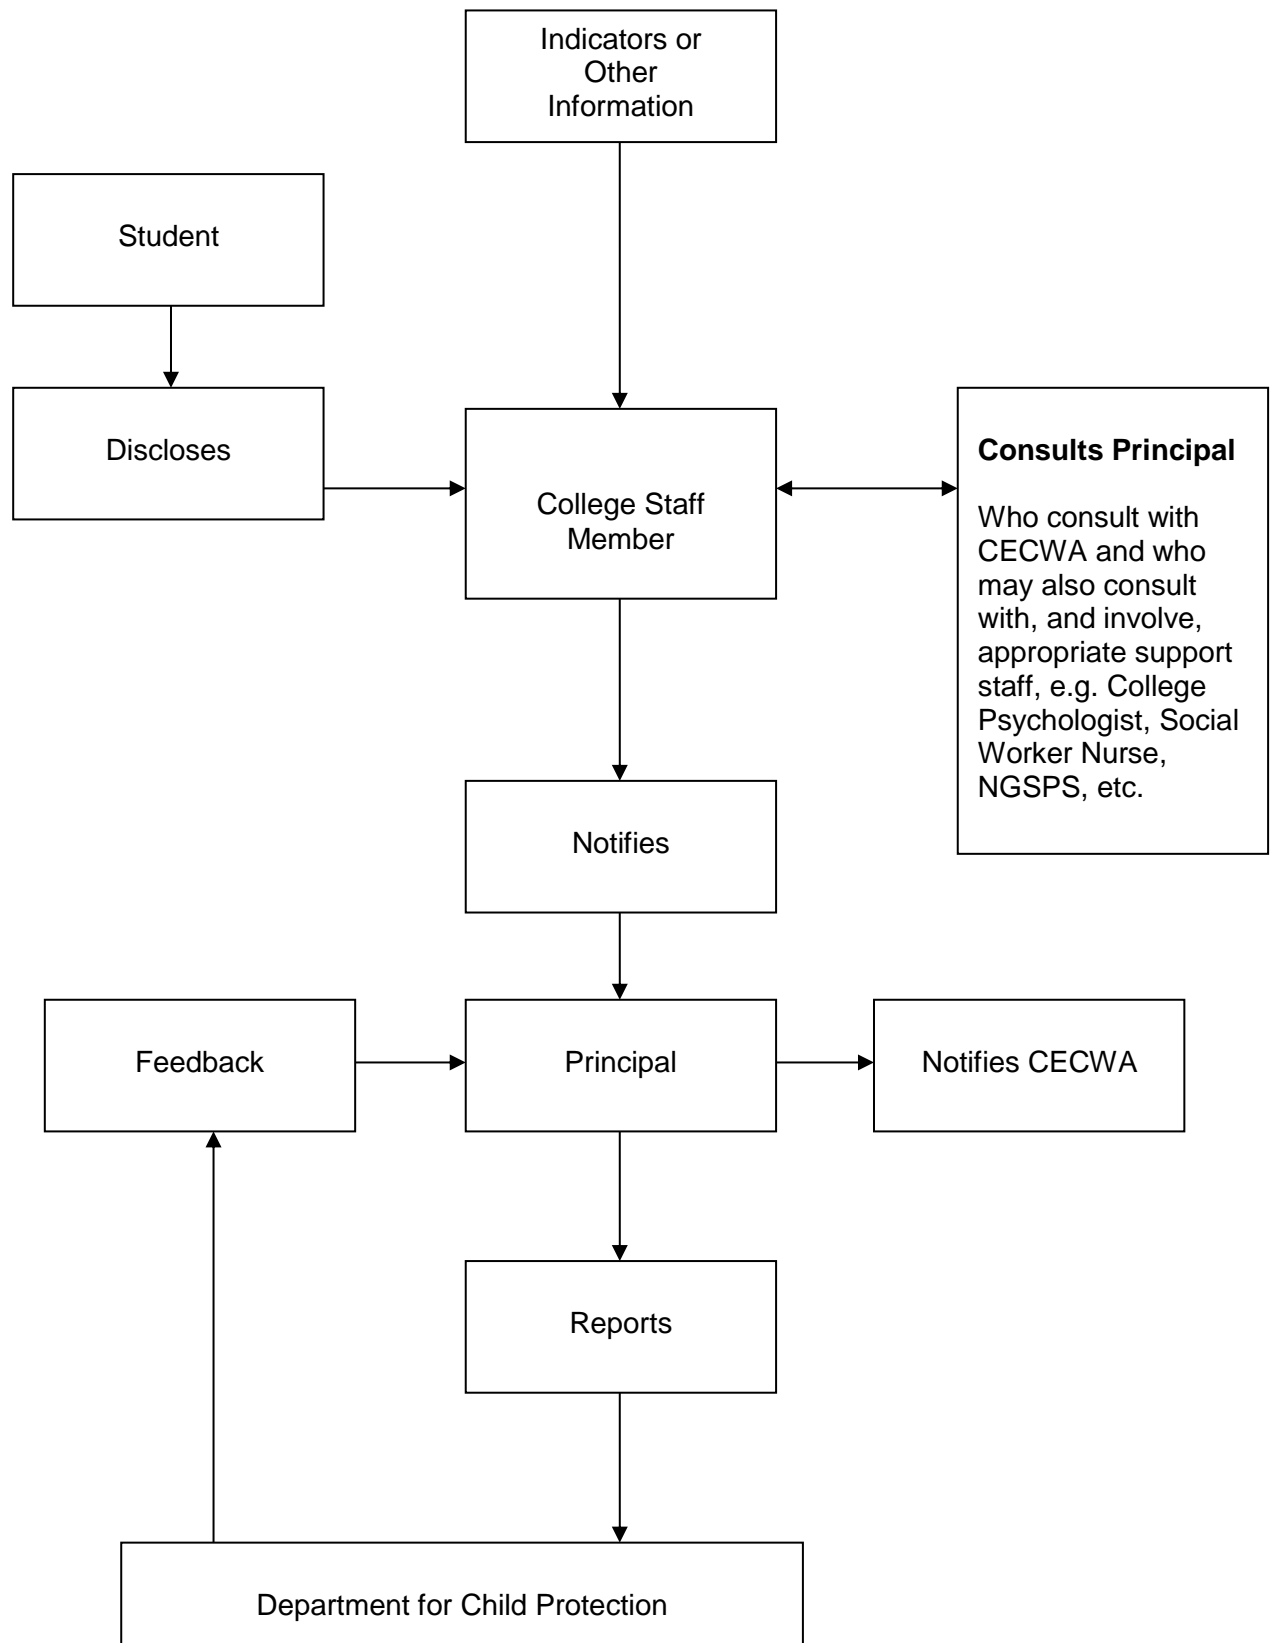 Indicators or
Other
Information
Student
Discloses
College Staff
Member
Consults Principal
Who consult with
CECWA and who
may also consult
with, and involve,
appropriate support
staff, e.g. College
Psychologist, Social
Worker Nurse,
NGSPS, etc.
Notifies
Feedback
Principal
Notifies CECWA
Reports
Department for Child Protection